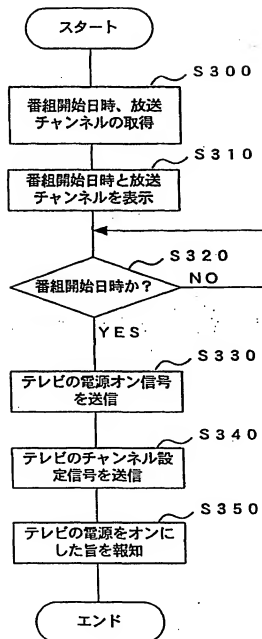 スタート
S300
番組開始日時、放送
チャンネルの取得
S310
番組開始日時と放送
チャンネルを表示
S320
番組開始日時か？
NO
YES
S330
テレビの電源オン信号
を送信
S340
テレビのチャンネル設
定信号を送信
S350
テレビの電源をオンに
した旨を報知
エンド